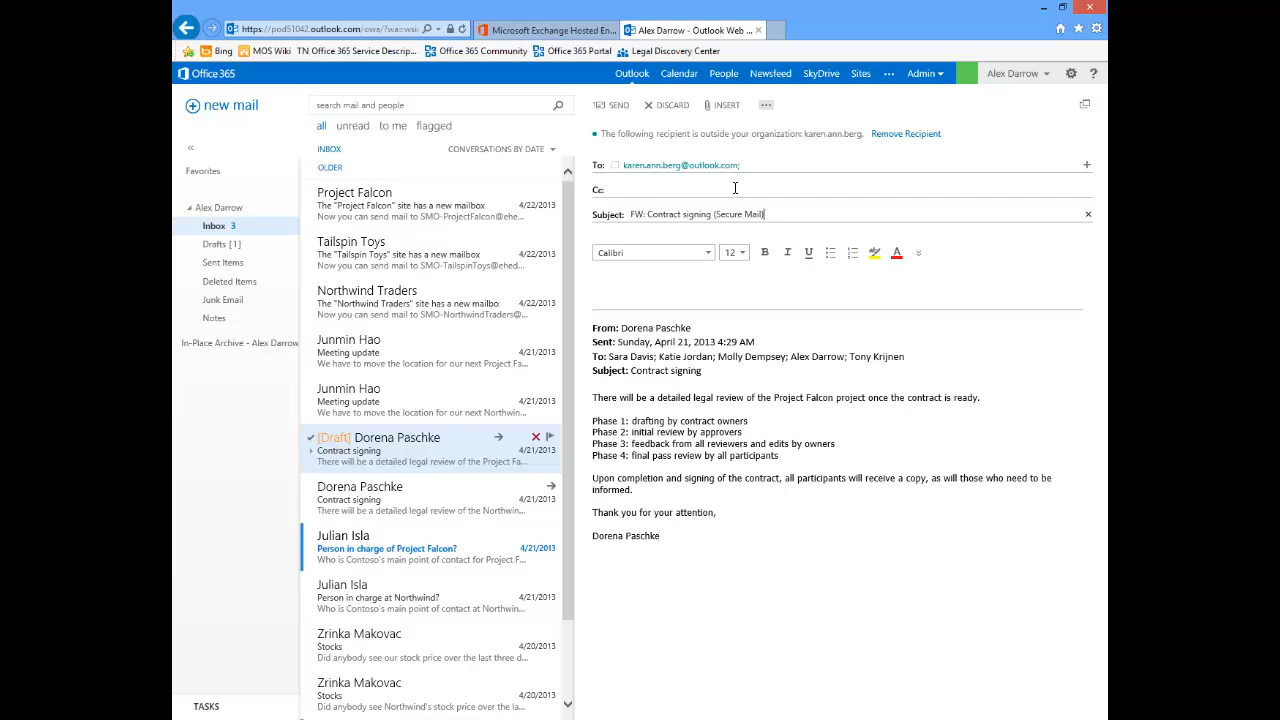 https://pod51042.outlook.com/owa/?wa=wsi
Microsoft Exchange Hosted En...
Alex Darrow - Outlook Web ...
Bing
MOS Wiki
TN Office 365 Service Descrip...
Office 365 Community
Office 365 Portal
Legal Discovery Center
Office 365
Outlook
Calendar
People
Newsfeed
SkyDrive
Sites
Admin
Alex Darrow
?
new mail
Favorites
Alex Darrow
Inbox 3
Drafts [1]
Sent Items
Deleted Items
Junk Email
Notes
In-Place Archive - Alex Darrow
TASKS
search mail and people
all unread to me flagged
INBOX
CONVERSATIONS BY DATE
OLDER
Project Falcon
The "Project Falcon" site has a new mailbox
4/22/2013
Now you can send mail to SMO-ProjectFalcon@ehe...
Tailspin Toys
The "Tailspin Toys" site has a new mailbox
4/22/2013
Now you can send mail to SMO-TailspinToys@ehed...
Northwind Traders
The "Northwind Traders" site has a new mailbo:
4/22/2013
Now you can send mail to SMO-NorthwindTraders@...
Junmin Hao
Meeting update
4/21/2013
We have to move the location for our next Project Fa...
Junmin Hao
Meeting update
4/21/2013
We have to move the location for our next Northwin...
[Draft] Dorena Paschke
Contract signing
4/21/2013
There will be a detailed legal review of the Project Fa...
Dorena Paschke
Contract signing
4/21/2013
There will be a detailed legal review of the Northwin...
Julian Isla
Person in charge of Project Falcon?
4/21/2013
Who is Contoso's main point of contact for Project F...
Julian Isla
Person in charge at Northwind?
4/21/2013
Who is Contoso's main point of contact at Northwin...
Zrinka Makovac
Stocks
4/20/2013
Did anybody see our stock price over the last three d...
Zrinka Makovac
Stocks
4/20/2013
Did anybody see Northwind's stock price over the la...
SEND
DISCARD
INSERT
The following recipient is outside your organization: karen.ann.berg. Remove Recipient
To: karen.ann.berg@outlook.com;
Cc:
Subject: FW: Contract signing (Secure Mail)
Calibri
12
B I U
A
From: Dorena Paschke
Sent: Sunday, April 21, 2013 4:29 AM
To: Sara Davis; Katie Jordan; Molly Dempsey; Alex Darrow; Tony Krijnen
Subject: Contract signing
There will be a detailed legal review of the Project Falcon project once the contract is ready.
Phase 1: drafting by contract owners
Phase 2: initial review by approvers
Phase 3: feedback from all reviewers and edits by owners
Phase 4: final pass review by all participants
Upon completion and signing of the contract, all participants will receive a copy, as will those who need to be
informed.
Thank you for your attention,
Dorena Paschke